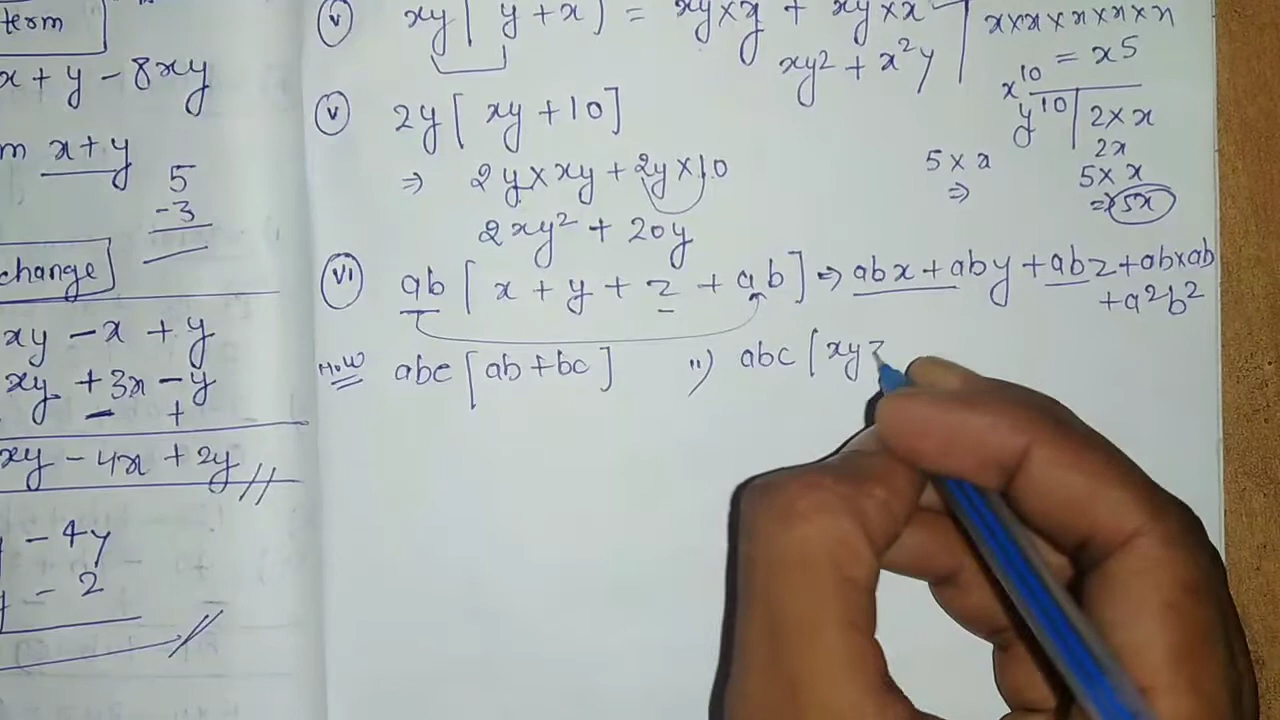 term
x + y - 8xy
m x + y
5
-3
change
xy - x + y
xy + 3x - y
- +
xy - 4x + 2y //
- 4y
- 2
(v) xy[ y + x ] = xy × y + xy × x
xy² + x²y
x × x × x × x × x
= x5
x10
y10
2 × x
2x
5 × x
=> 5x
5 × x
=>
(v) 2y[ xy + 10 ]
=> 2y × xy + 2y × 10
2xy² + 20y
(vi) ab [ x + y + z + ab ] => abx + aby + abz + ab×ab
+ a²b²
H.W abc [ ab + bc ] ii) abc [ xyz